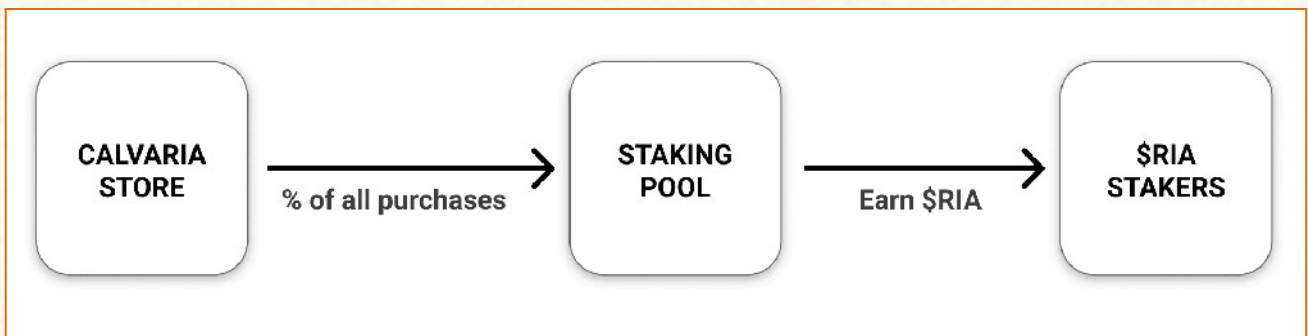 CALVARIA
STORE
% of all purchases
STAKING
POOL
Earn $RIA
$RIA
STAKERS